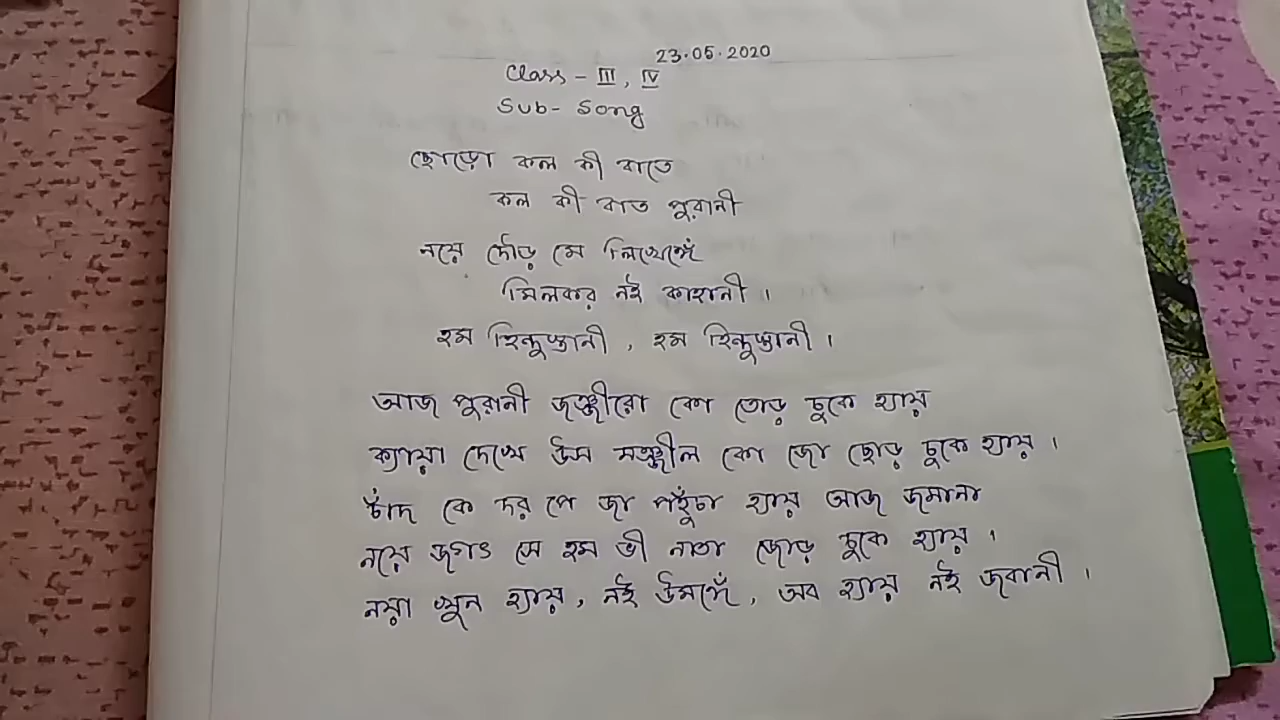 23.05.2020
Class - III, IV
Sub- Song
ছোড়ো কল কী বাতে
কল কী বাত পুরানী
নয়ে দৌড় মে লিখেঙ্গেঁ
মিলকর নই কাহানী ।
হম হিন্দুস্তানী , হম হিন্দুস্তানী ।
আজ পুরানী জঞ্জীরো কো তোড় চুকে হ্যায়
ক্যায়া দেখে উস মঞ্জীল কো জো ছোড় চুকে হ্যায় ।
চাঁদ কে দর পে জা পহুঁচা হ্যায় আজ জমানা
নয়ে জগৎ সে হম ভী নাতা জোড় চুকে হ্যায় ।
নয়া খুন হ্যায়, নই উমঙ্গেঁ, অব হ্যায় নই জবানী ।